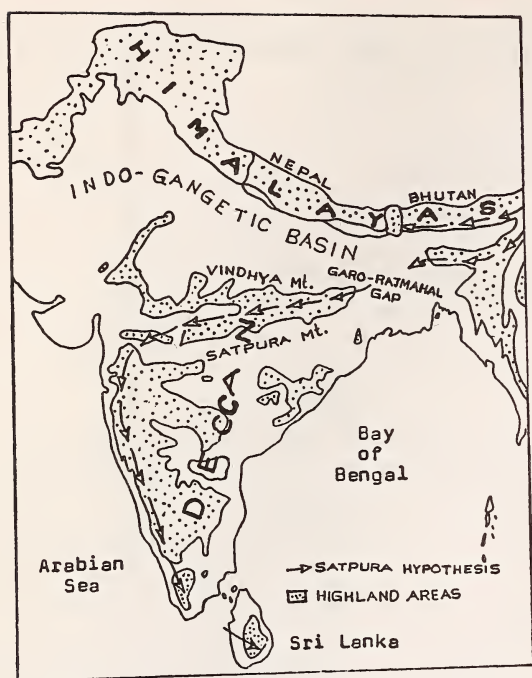 HIMALAYAS
NEPAL
BHUTAN
INDO-GANGETIC BASIN
VINDHYA Mt.
GARO-RAJMAHAL
GAP
SATPURA Mt.
DECCAN
Bay
of
Bengal
Arabian
Sea
SATPURA HYPOTHESIS
HIGHLAND AREAS
Sri Lanka